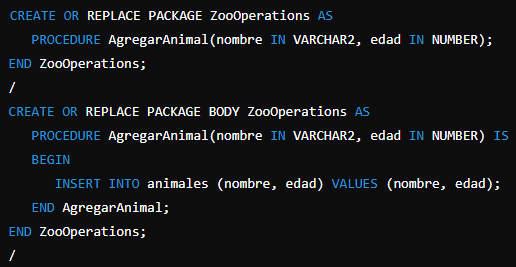 CREATE OR REPLACE PACKAGE ZooOperations AS
PROCEDURE AgregarAnimal(nombre IN VARCHAR2, edad IN NUMBER);
END ZooOperations;
/
CREATE OR REPLACE PACKAGE BODY ZooOperations AS
PROCEDURE AgregarAnimal(nombre IN VARCHAR2, edad IN NUMBER) IS
BEGIN
INSERT INTO animales (nombre, edad) VALUES (nombre, edad);
END AgregarAnimal;
END ZooOperations;
/